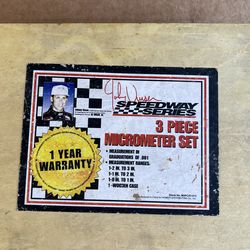 SPEEDWAY
SERIES
3 PIECE
MICROMETER SET
1 YEAR
WARRANTY
• MEASUREMENT IN
GRADUATIONS OF .001
• MEASUREMENT RANGES:
1-2 IN TO 3 IN
1-1 IN TO 2 IN
1-0 IN TO 1 IN
1 - WOODEN CASE